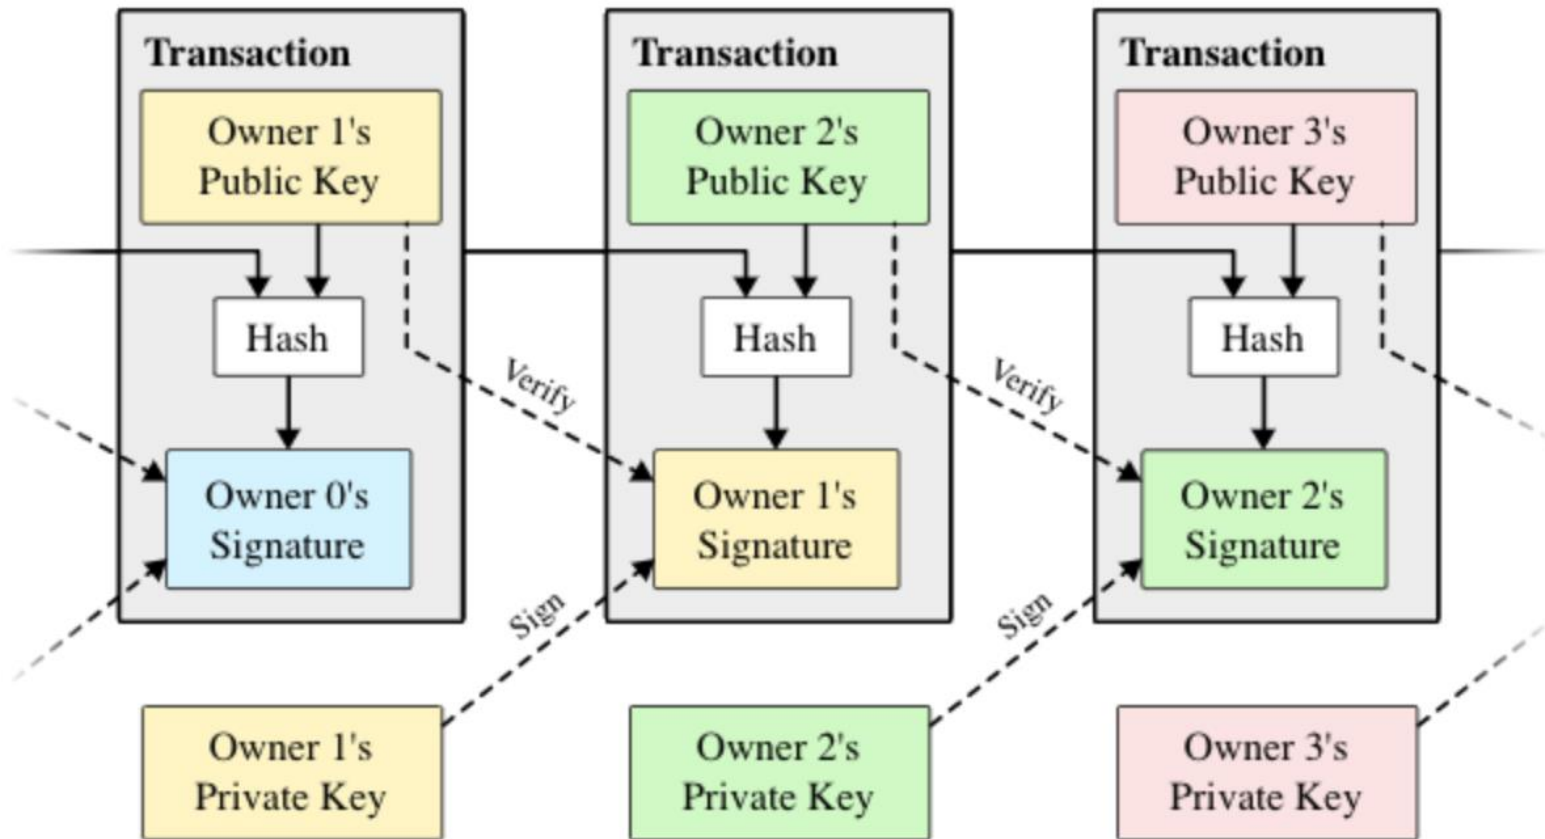 Transaction
Owner 1's
Public Key
Hash
Owner 0's
Signature
Transaction
Owner 2's
Public Key
Hash
Verify
Owner 1's
Signature
Sign
Transaction
Owner 3's
Public Key
Hash
Verify
Owner 2's
Signature
Sign
Owner 1's
Private Key
Owner 2's
Private Key
Owner 3's
Private Key